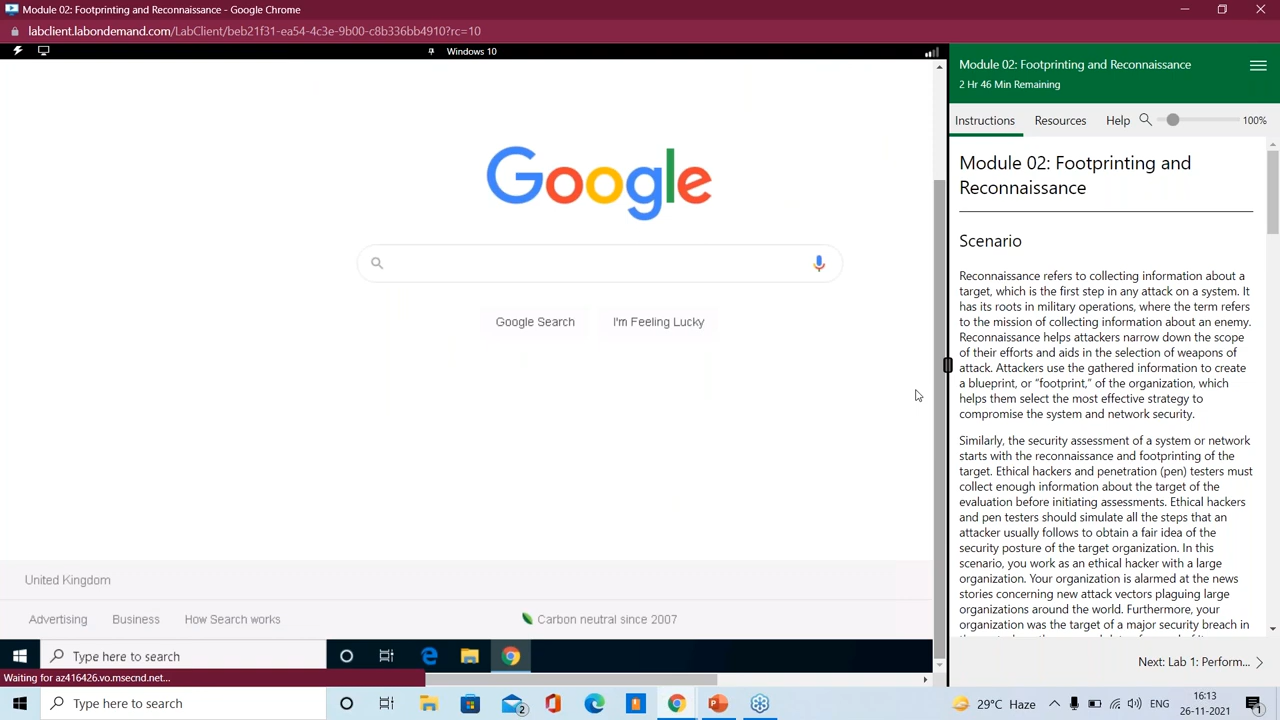 Module 02: Footprinting and Reconnaissance - Google Chrome
labclient.labondemand.com/LabClient/beb21f31-ea54-4c3e-9b00-c8b336bb4910?rc=10
Windows 10
Google
Google Search
I'm Feeling Lucky
United Kingdom
Advertising
Business
How Search works
Carbon neutral since 2007
Type here to search
Waiting for az416426.vo.msecnd.net...
Module 02: Footprinting and Reconnaissance
2 Hr 46 Min Remaining
Instructions
Resources
Help
100%
Module 02: Footprinting and
Reconnaissance
Scenario
Reconnaissance refers to collecting information about a
target, which is the first step in any attack on a system. It
has its roots in military operations, where the term refers
to the mission of collecting information about an enemy.
Reconnaissance helps attackers narrow down the scope
of their efforts and aids in the selection of weapons of
attack. Attackers use the gathered information to create
a blueprint, or “footprint,” of the organization, which
helps them select the most effective strategy to
compromise the system and network security.
Similarly, the security assessment of a system or network
starts with the reconnaissance and footprinting of the
target. Ethical hackers and penetration (pen) testers must
collect enough information about the target of the
evaluation before initiating assessments. Ethical hackers
and pen testers should simulate all the steps that an
attacker usually follows to obtain a fair idea of the
security posture of the target organization. In this
scenario, you work as an ethical hacker with a large
organization. Your organization is alarmed at the news
stories concerning new attack vectors plaguing large
organizations around the world. Furthermore, your
organization was the target of a major security breach in
Next: Lab 1: Perform...
Type here to search
2
29°C Haze
ENG
16:13
26-11-2021
1